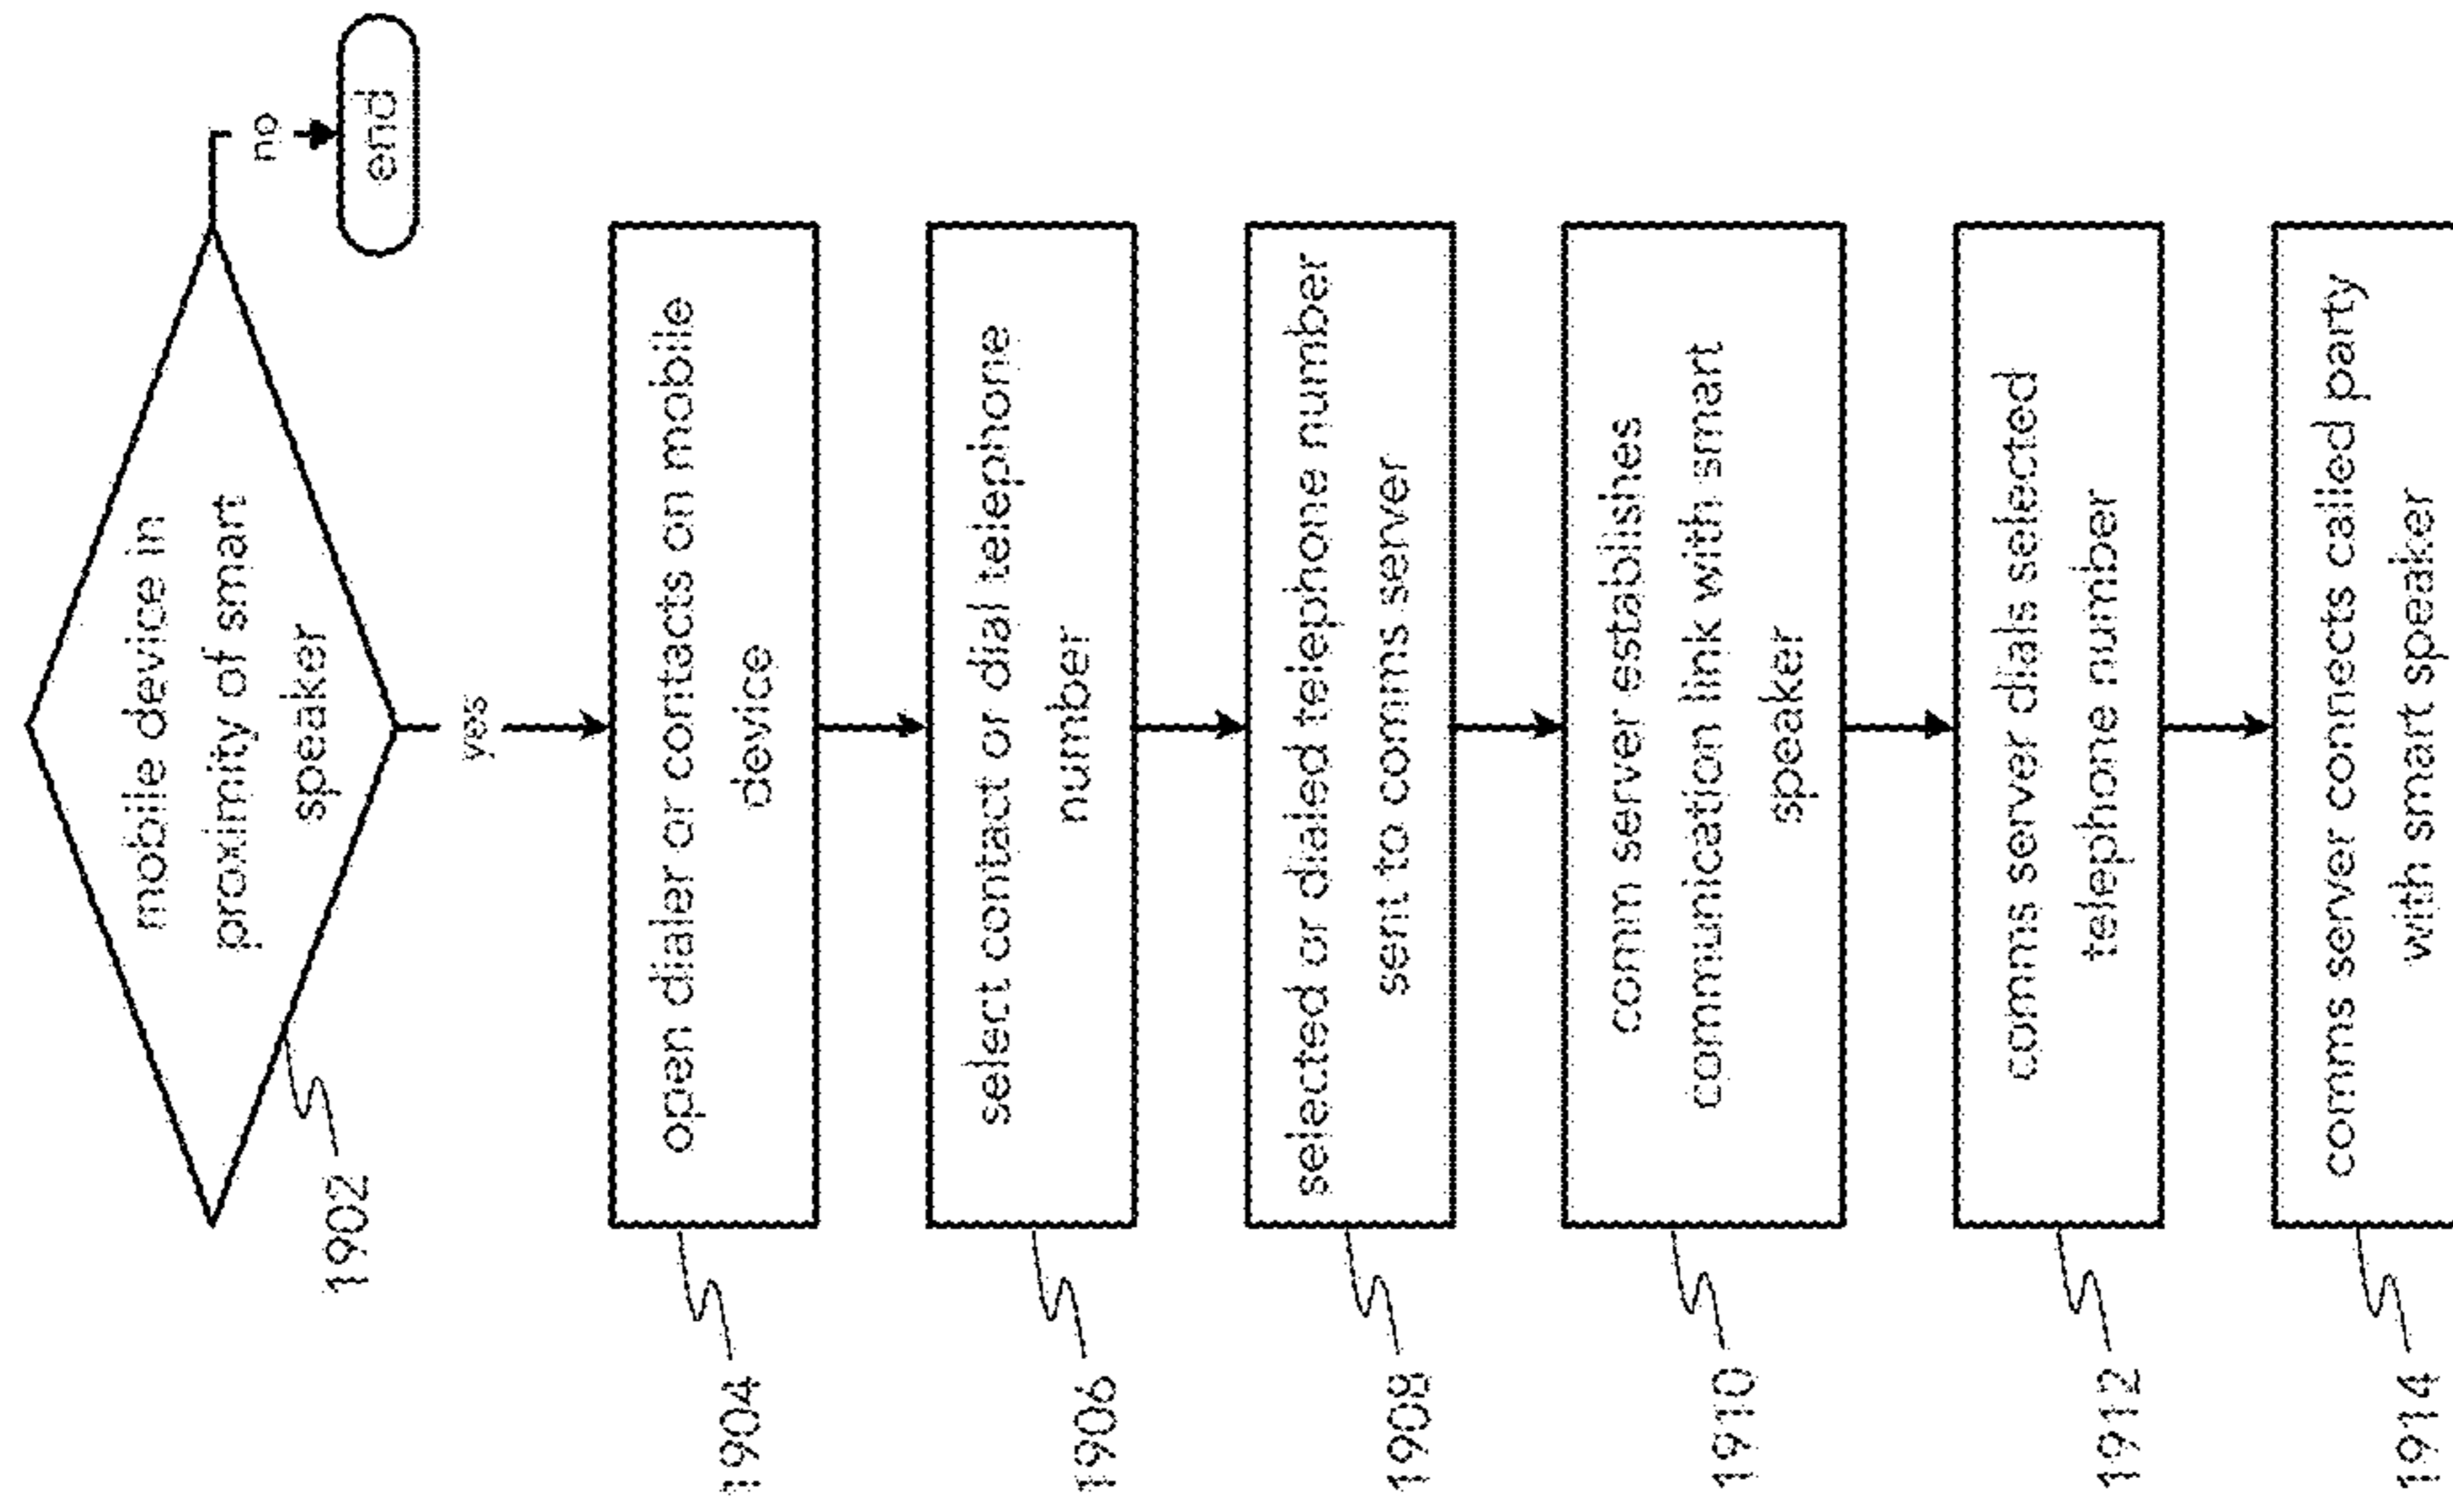 mobile device in
proximity of smart
speaker
1902
no
end
yes
open dialer or contacts on mobile
device
1904
select contact or dial telephone
number
1906
selected or dialed telephone number
sent to comms server
1908
comm server establishes
communication link with smart
speaker
1910
comms server dials selected
telephone number
1912
comms server connects called party
with smart speaker
1914